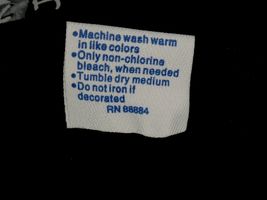 •Machine wash warm
in like colors
•Only non-chlorine
bleach, when needed
•Tumble dry medium
•Do not iron if
decorated
RN 88884